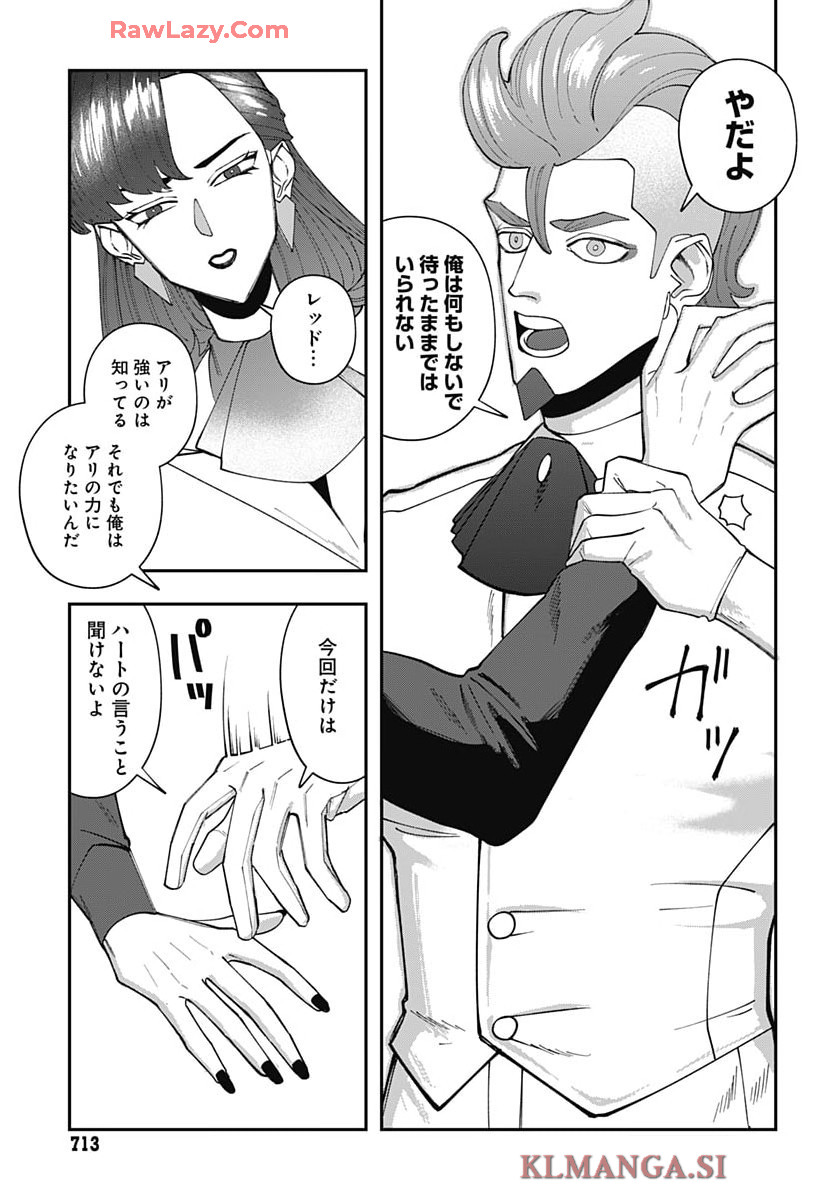 RawLazy.Com
やだよ
俺は何もしないで
待ったままでは
いられない
ガッ
レッド…
アリが
強いのは
知ってる
それでも俺は
アリの力に
なりたいんだ
今回だけは
パッ
ハートの言うこと
聞けないよ
713
KLMANGA.SI